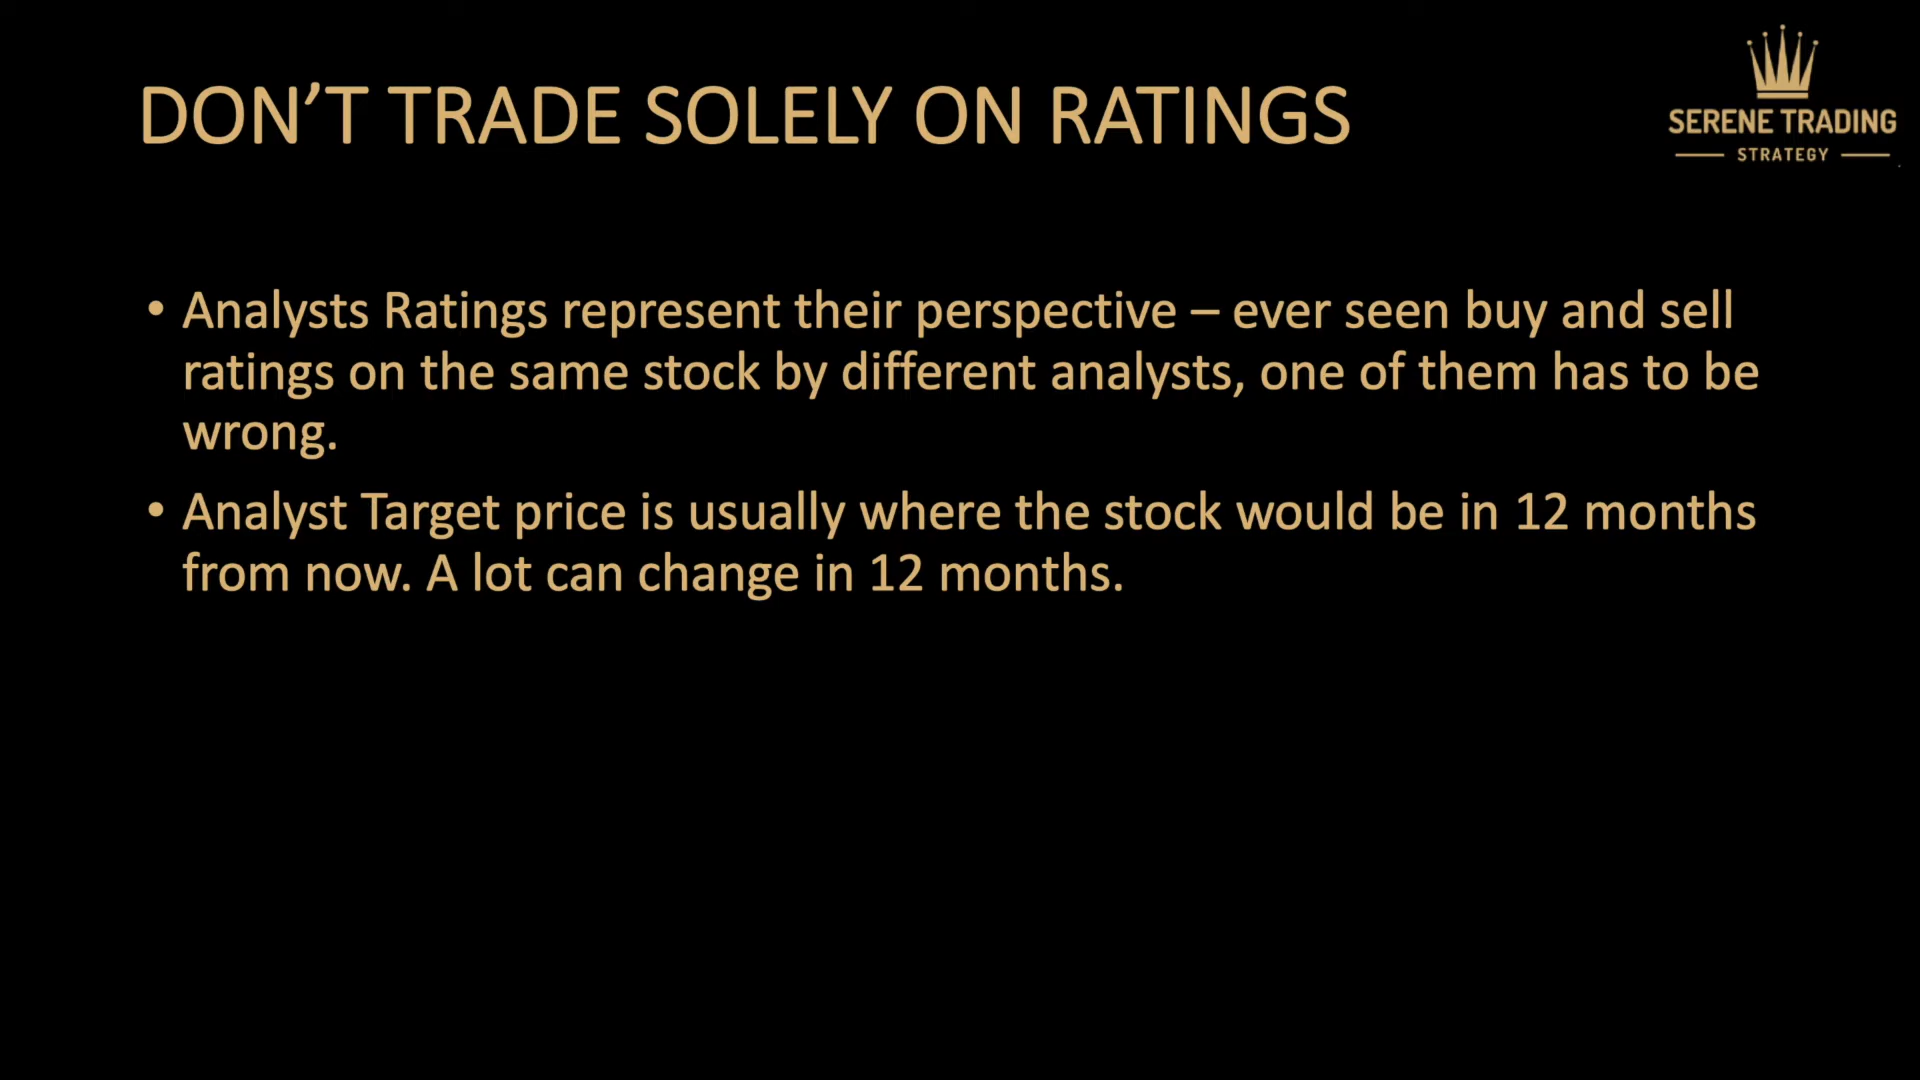 DON’T TRADE SOLELY ON RATINGS
SERENE TRADING
STRATEGY
• Analysts Ratings represent their perspective – ever seen buy and sell
ratings on the same stock by different analysts, one of them has to be
wrong.
• Analyst Target price is usually where the stock would be in 12 months
from now. A lot can change in 12 months.